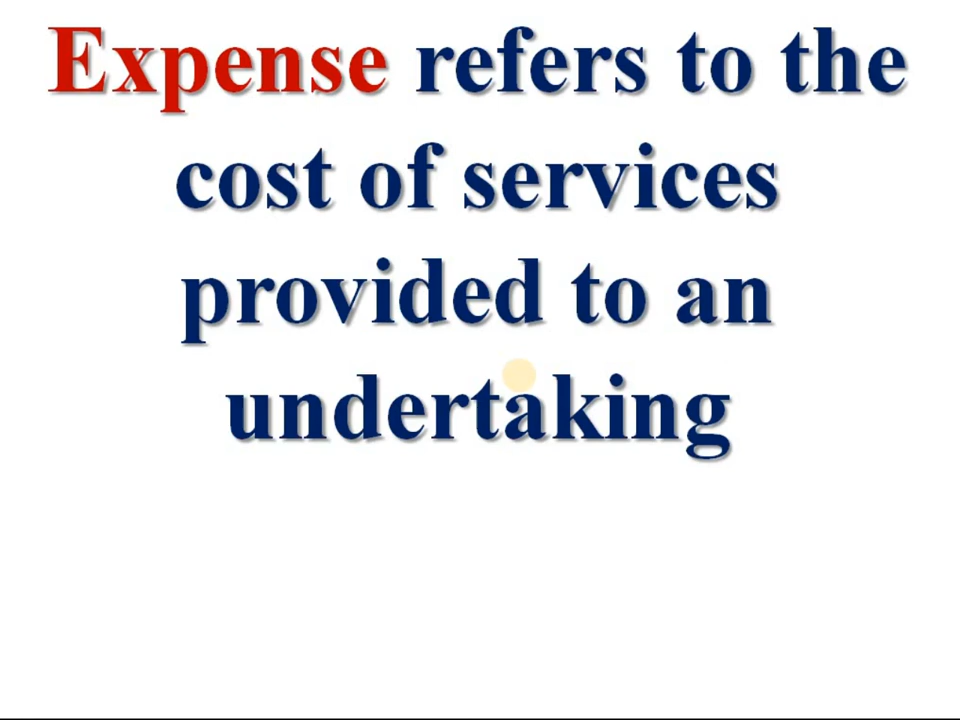 Expense refers to the
cost of services
provided to an
undertaking